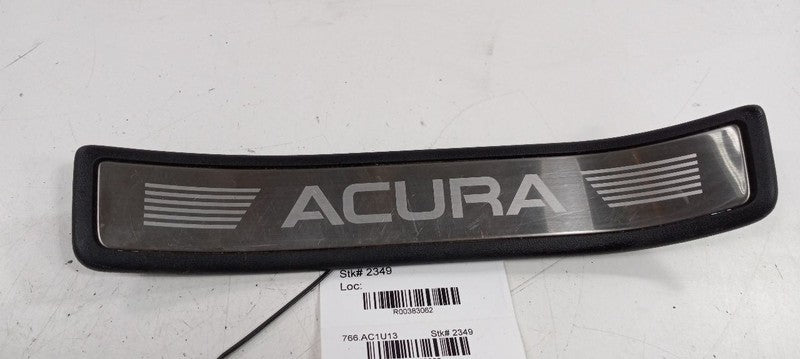 ACURA
Stk# 2349
Loc:
R00383062
766.AC1U13 Stk# 2349